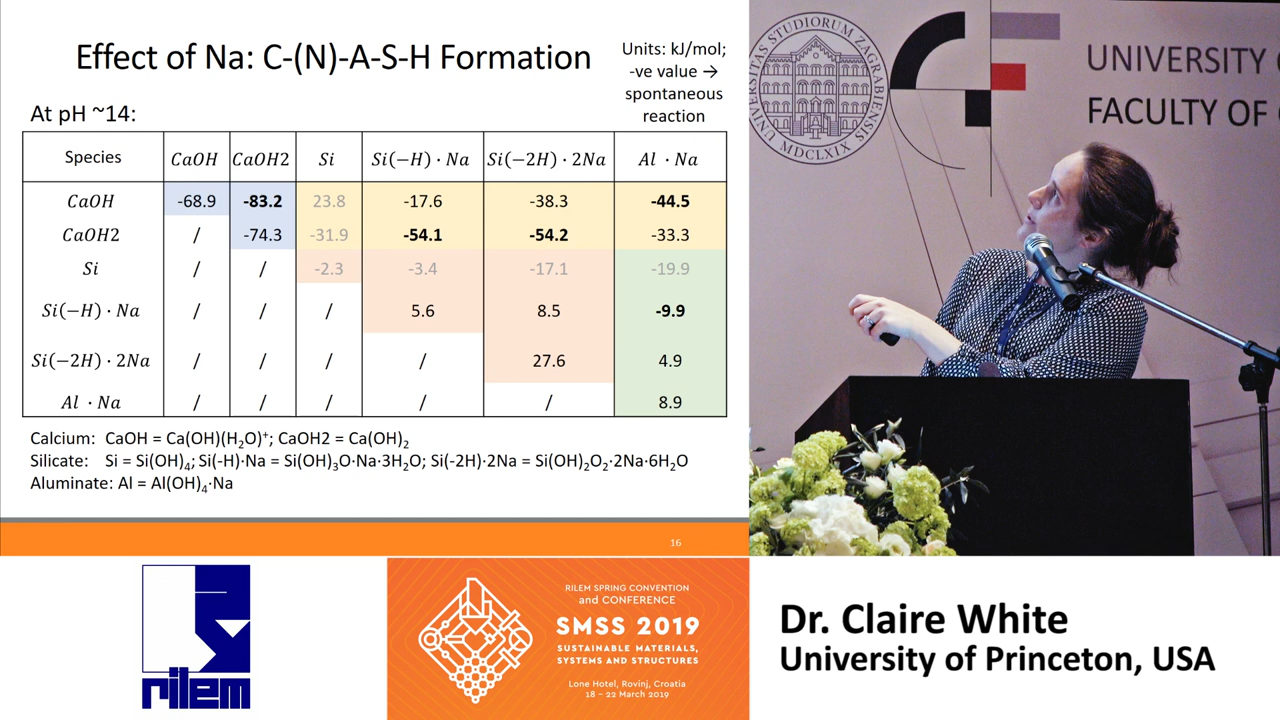 Effect of Na: C-(N)-A-S-H Formation
Units: kJ/mol;
-ve value →
spontaneous
reaction
At pH ~14:
Species CaOH CaOH2 Si Si(−H) · Na Si(−2H) · 2Na Al · Na
CaOH -68.9 -83.2 23.8 -17.6 -38.3 -44.5
CaOH2 / -74.3 -31.9 -54.1 -54.2 -33.3
Si / / -2.3 -3.4 -17.1 -19.9
Si(−H) · Na / / / 5.6 8.5 -9.9
Si(−2H) · 2Na / / / / 27.6 4.9
Al · Na / / / / / 8.9
Calcium: CaOH = Ca(OH)(H₂O)⁺; CaOH2 = Ca(OH)₂
Silicate: Si = Si(OH)₄; Si(-H)·Na = Si(OH)₃O·Na·3H₂O; Si(-2H)·2Na = Si(OH)₂O₂·2Na·6H₂O
Aluminate: Al = Al(OH)₄·Na
16
UNIVERSITAS STUDIORUM ZAGRABIENSIS
MDCLXIX
UNIVERSITY
FACULTY OF
rilem
RILEM SPRING CONVENTION
and CONFERENCE
SMSS 2019
SUSTAINABLE MATERIALS,
SYSTEMS AND STRUCTURES
Lone Hotel, Rovinj, Croatia
18 – 22 March 2019
Dr. Claire White
University of Princeton, USA